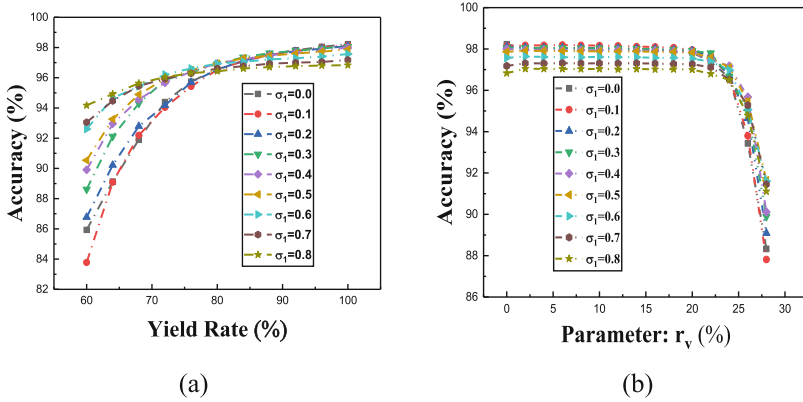 98
96
94
92
90
88
86
84
82
100
60 70 80 90 100
Accuracy (%)
Yield Rate (%)
σ1=0.0
σ1=0.1
σ1=0.2
σ1=0.3
σ1=0.4
σ1=0.5
σ1=0.6
σ1=0.7
σ1=0.8
(a)
100
98
96
94
92
90
88
86
0 5 10 15 20 25 30
Accuracy (%)
Parameter: rv (%)
σ1=0.0
σ1=0.1
σ1=0.2
σ1=0.3
σ1=0.4
σ1=0.5
σ1=0.6
σ1=0.7
σ1=0.8
(b)